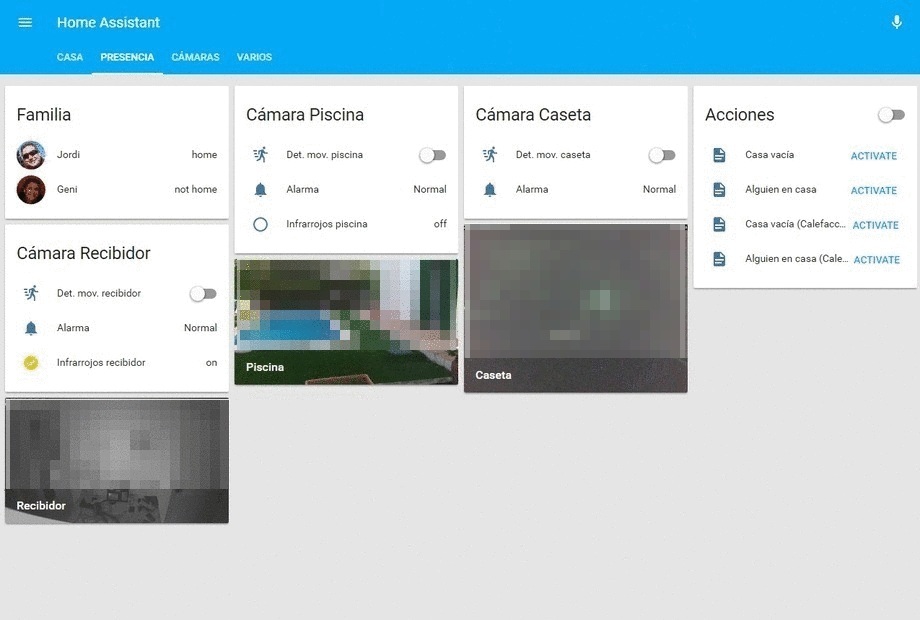 Home Assistant
CASA PRESENCIA CÁMARAS VARIOS
Familia
Jordi home
Geni not home
Cámara Recibidor
Det. mov. recibidor
Alarma Normal
Infrarrojos recibidor on
Recibidor
Cámara Piscina
Det. mov. piscina
Alarma Normal
Infrarrojos piscina off
Piscina
Cámara Caseta
Det. mov. caseta
Alarma Normal
Caseta
Acciones
Casa vacía ACTIVATE
Alguien en casa ACTIVATE
Casa vacía (Calefacc... ACTIVATE
Alguien en casa (Cale... ACTIVATE